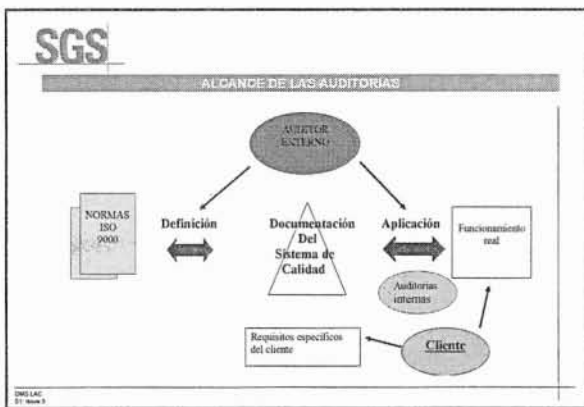 SGS
ALCANCE DE LAS AUDITORIAS
AUDITOR
EXTERNO
NORMAS
ISO
9000
Definición
Documentación
Del
Sistema de
Calidad
Aplicación
Funcionamiento
real
Auditorias
internas
Requisitos específicos
del cliente
Cliente